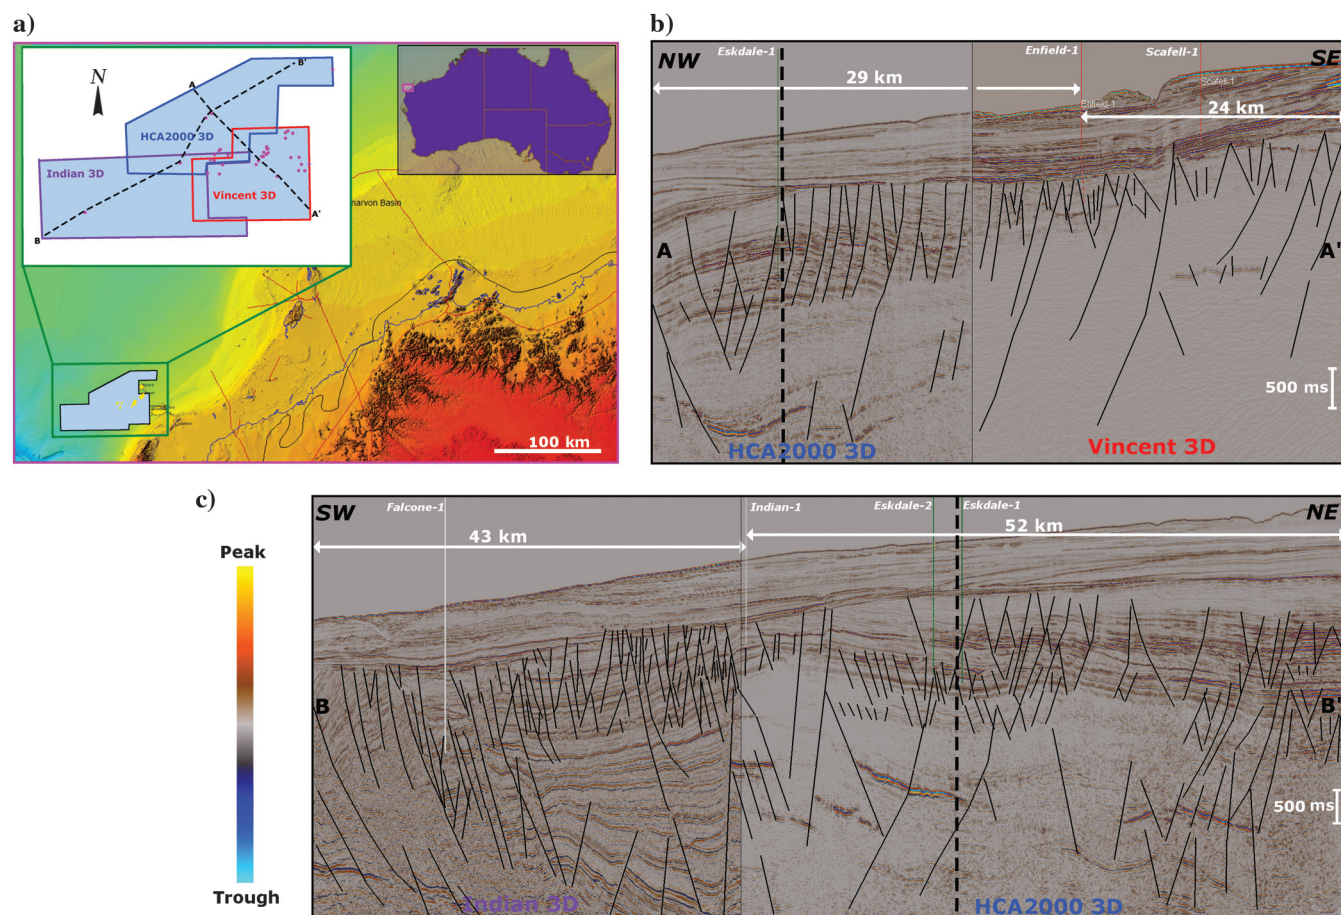 a)
N
A
B'
HCA2000 3D
Indian 3D
Vincent 3D
A'
B
narvon Basin
100 km
b)
Eskdale-1
Enfield-1
Scafell-1
NW
SE
29 km
Scafell-1
Enfield-1
24 km
A
A'
500 ms
HCA2000 3D
Vincent 3D
c)
Peak
Trough
SW
Falcone-1
Indian-1
Eskdale-2
Eskdale-1
NE
43 km
52 km
B
B'
500 ms
Indian 3D
HCA2000 3D